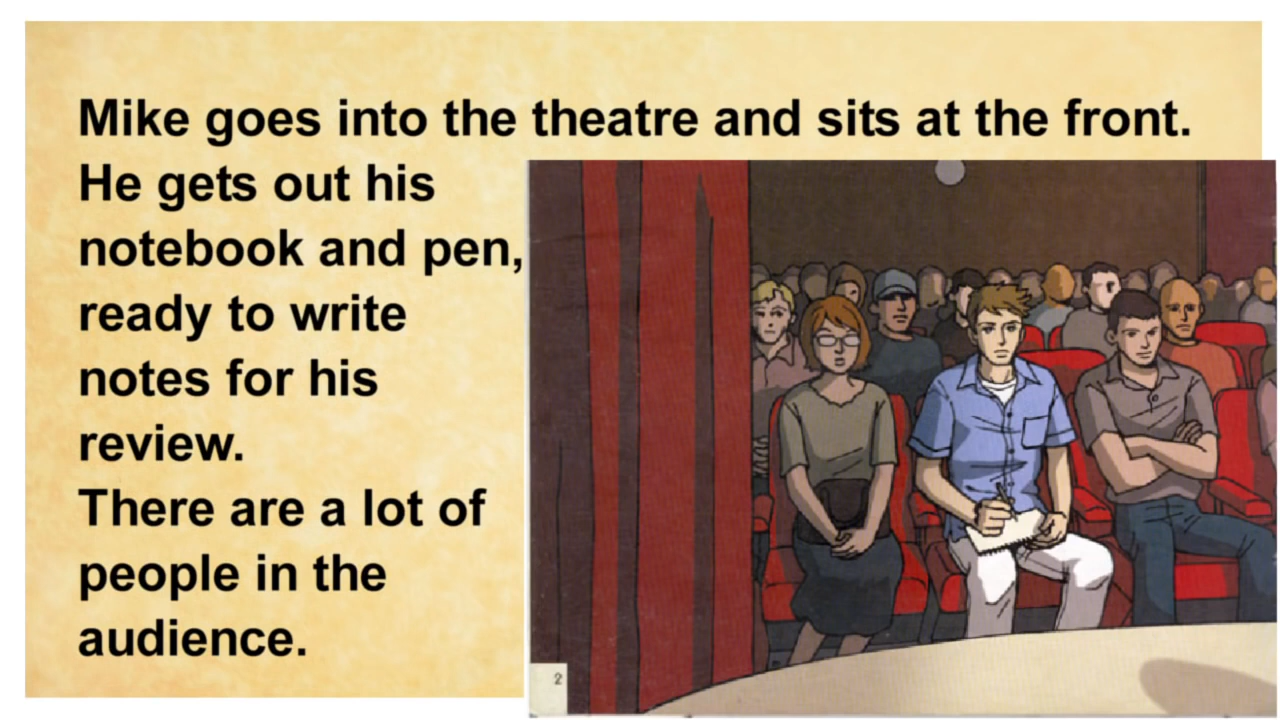 Mike goes into the theatre and sits at the front.
He gets out his
notebook and pen,
ready to write
notes for his
review.
There are a lot of
people in the
audience.
2